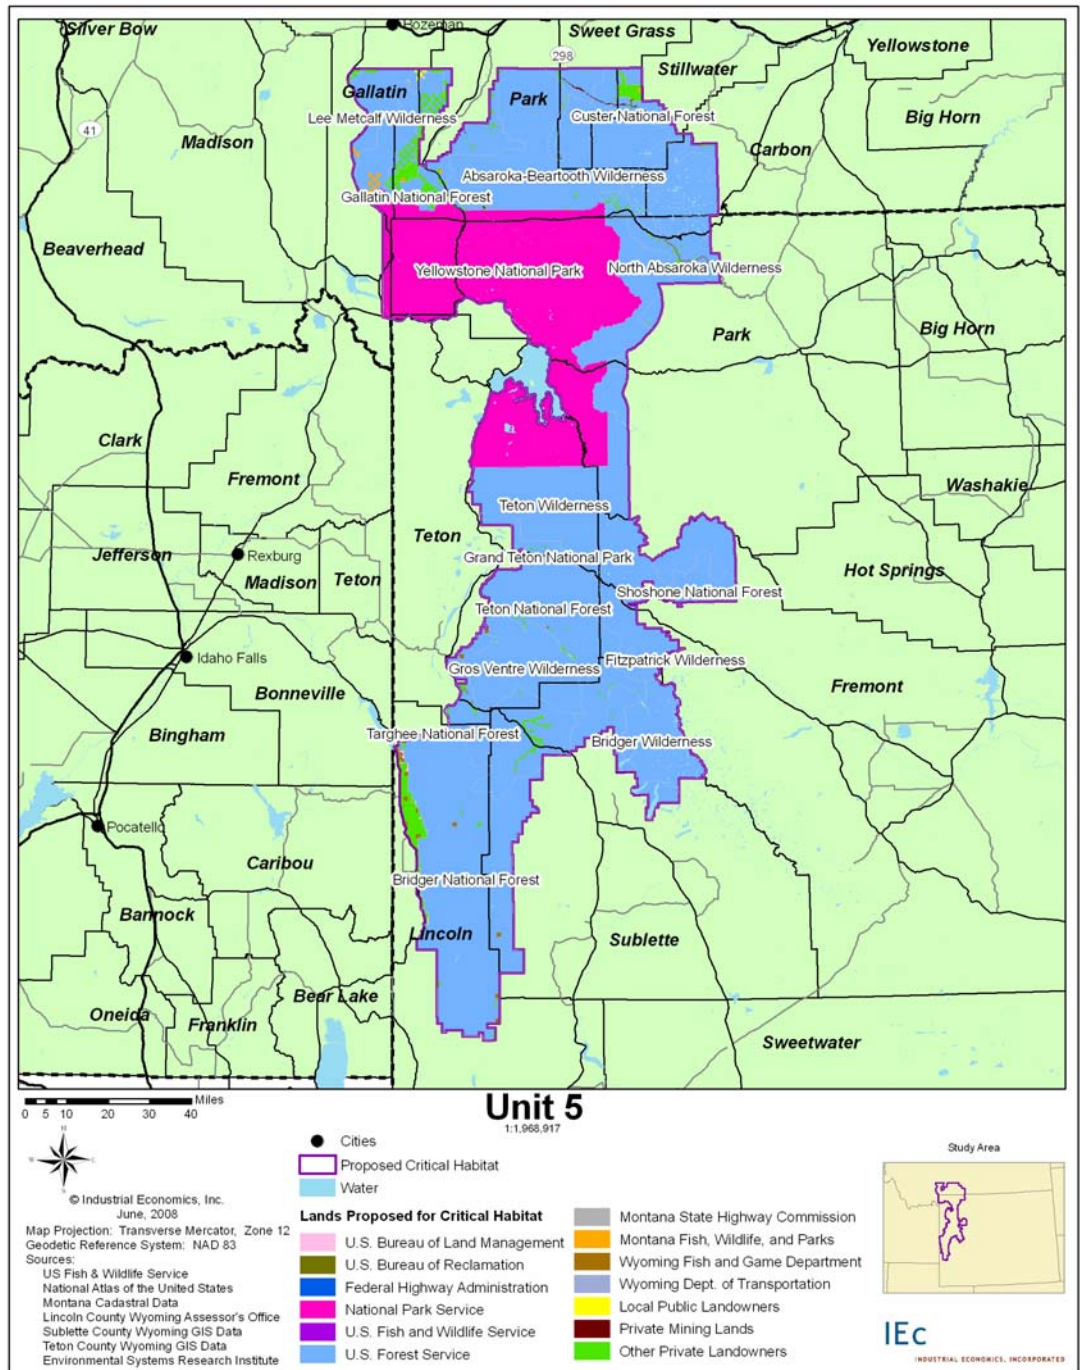 Silver Bow
Bozeman
Sweet Grass
Yellowstone
298
Stillwater
Gallatin
Park
Big Horn
Lee Metcalf Wilderness
Custer National Forest
41
Madison
Carbon
Absaroka-Beartooth Wilderness
Gallatin National Forest
Beaverhead
Yellowstone National Park
North Absaroka Wilderness
Park
Big Horn
Clark
Fremont
Washakie
Teton Wilderness
Teton
Jefferson
Rexburg
Grand Teton National Park
Madison
Teton
Hot Springs
Shoshone National Forest
Teton National Forest
Idaho Falls
Gros Ventre Wilderness
Fitzpatrick Wilderness
Bonneville
Fremont
Bingham
Targhee National Forest
Bridger Wilderness
Pocatello
Caribou
Bridger National Forest
Bannock
Lincoln
Sublette
Bear Lake
Oneida
Franklin
Sweetwater
Miles
0 5 10 20 30 40
Unit 5
1:1,968,917
N
E
S
W
© Industrial Economics, Inc.
June, 2008
Map Projection: Transverse Mercator, Zone 12
Geodetic Reference System: NAD 83
Sources:
US Fish & Wildlife Service
National Atlas of the United States
Montana Cadastral Data
Lincoln County Wyoming Assessor's Office
Sublette County Wyoming GIS Data
Teton County Wyoming GIS Data
Environmental Systems Research Institute
Cities
Proposed Critical Habitat
Water
Lands Proposed for Critical Habitat
U.S. Bureau of Land Management
U.S. Bureau of Reclamation
Federal Highway Administration
National Park Service
U.S. Fish and Wildlife Service
U.S. Forest Service
Montana State Highway Commission
Montana Fish, Wildlife, and Parks
Wyoming Fish and Game Department
Wyoming Dept. of Transportation
Local Public Landowners
Private Mining Lands
Other Private Landowners
Study Area
IEc
INDUSTRIAL ECONOMICS, INCORPORATED